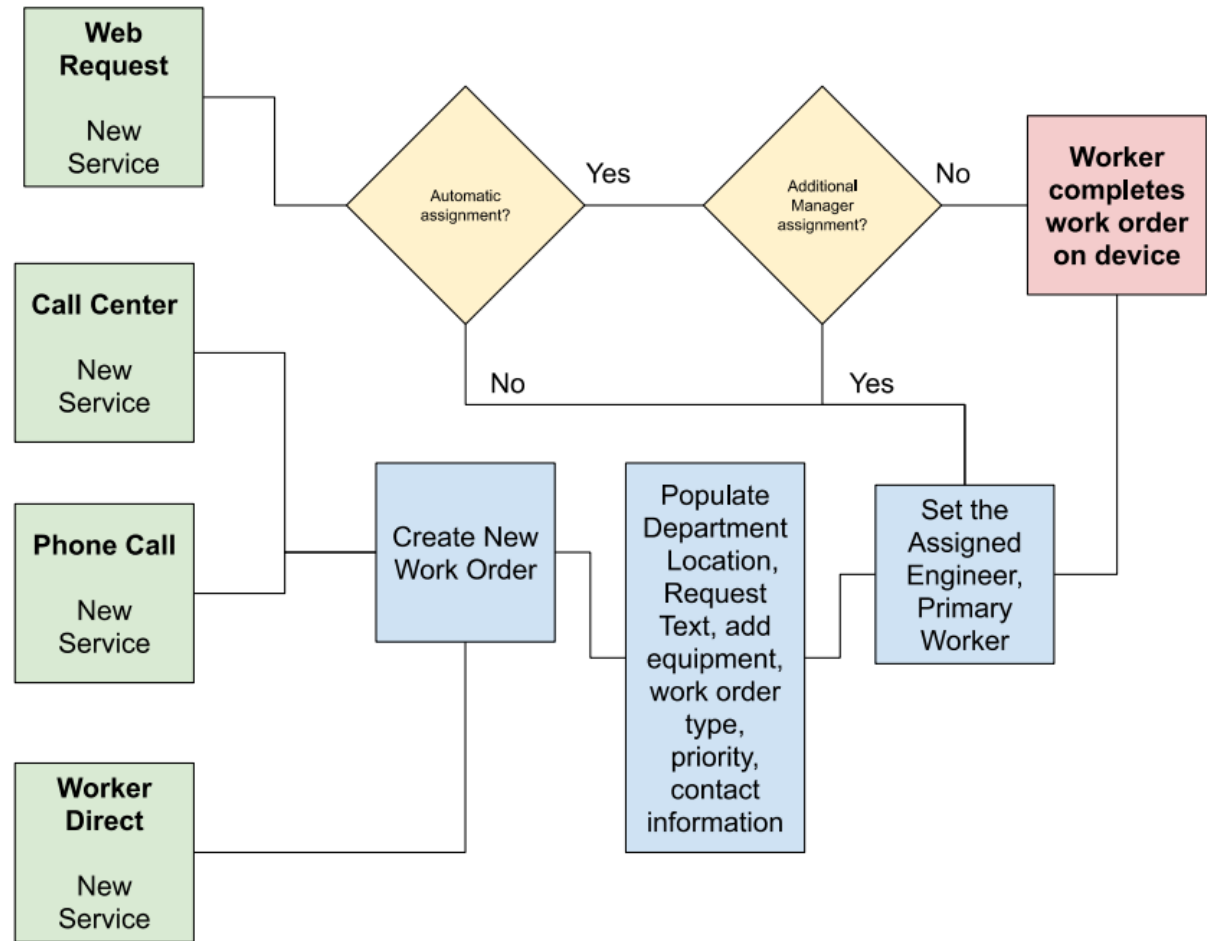 Web
Request
New
Service
Automatic
assignment?
Yes
Additional
Manager
assignment?
No
Worker
completes
work order
on device
Call Center
New
Service
No
Yes
Phone Call
New
Service
Create New
Work Order
Populate
Department
Location,
Request
Text, add
equipment,
work order
type,
priority,
contact
information
Set the
Assigned
Engineer,
Primary
Worker
Worker
Direct
New
Service